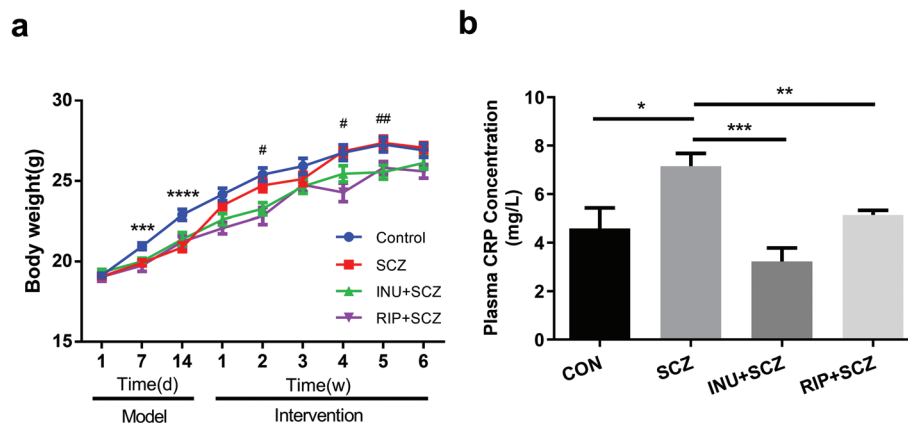 a
Body weight(g)
30
25
20
15
***
****
#
#
##
Control
SCZ
INU+SCZ
RIP+SCZ
1 7 14 1 2 3 4 5 6
Time(d) Time(w)
Model Intervention
b
Plasma CRP Concentration
(mg/L)
10
8
6
4
2
0
*
**
***
CON SCZ INU+SCZ RIP+SCZ